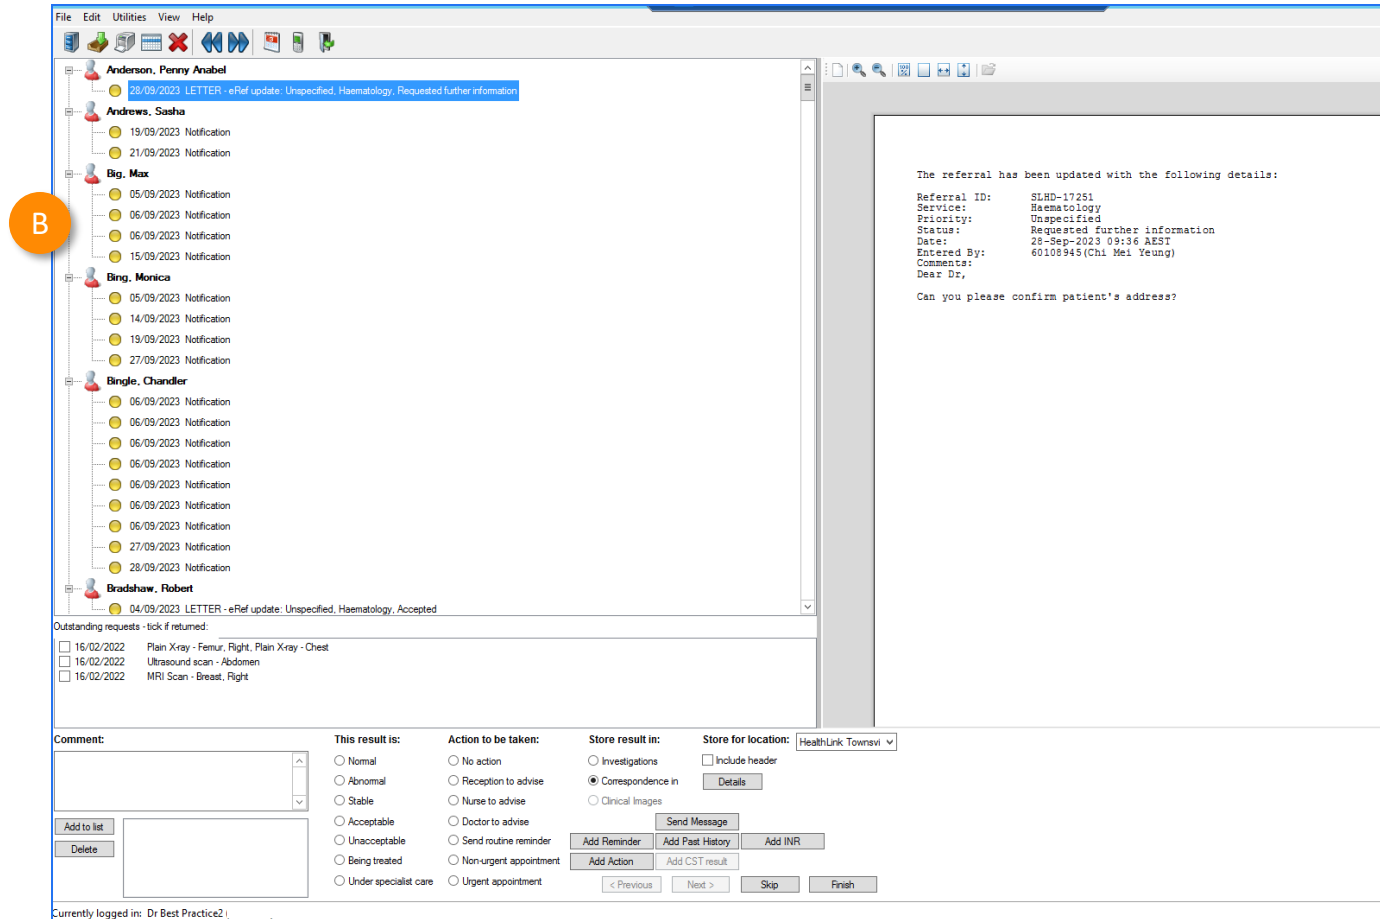 File Edit Utilities View Help
Anderson, Penny Anabel
28/09/2023 LETTER - eRef update: Unspecified, Haematology, Requested further information
Andrews, Sasha
19/09/2023 Notification
21/09/2023 Notification
Big, Max
05/09/2023 Notification
06/09/2023 Notification
06/09/2023 Notification
15/09/2023 Notification
B
Bing, Monica
05/09/2023 Notification
14/09/2023 Notification
19/09/2023 Notification
27/09/2023 Notification
Bingle, Chandler
06/09/2023 Notification
06/09/2023 Notification
06/09/2023 Notification
06/09/2023 Notification
06/09/2023 Notification
06/09/2023 Notification
06/09/2023 Notification
27/09/2023 Notification
28/09/2023 Notification
Bradshaw, Robert
04/09/2023 LETTER - eRef update: Unspecified, Haematology, Accepted
The referral has been updated with the following details:
Referral ID: SLHD-17251
Service: Haematology
Priority: Unspecified
Status: Requested further information
Date: 28-Sep-2023 09:36 AEST
Entered By: 60108945(Chi Mei Yeung)
Comments:
Dear Dr,
Can you please confirm patient's address?
Outstanding requests - tick if returned:
16/02/2022 Plain X-ray - Femur, Right, Plain X-ray - Chest
16/02/2022 Ultrasound scan - Abdomen
16/02/2022 MRI Scan - Breast, Right
Comment:
Add to list
Delete
This result is:
Normal
Abnormal
Stable
Acceptable
Unacceptable
Being treated
Under specialist care
Action to be taken:
No action
Reception to advise
Nurse to advise
Doctor to advise
Send routine reminder
Non-urgent appointment
Urgent appointment
Store result in:
Investigations
Correspondence in
Clinical Images
Store for location: HealthLink Townsvi
Include header
Details
Send Message
Add Reminder Add Past History Add INR
Add Action Add CST result
< Previous Next > Skip Finish
Currently logged in: Dr Best Practice2